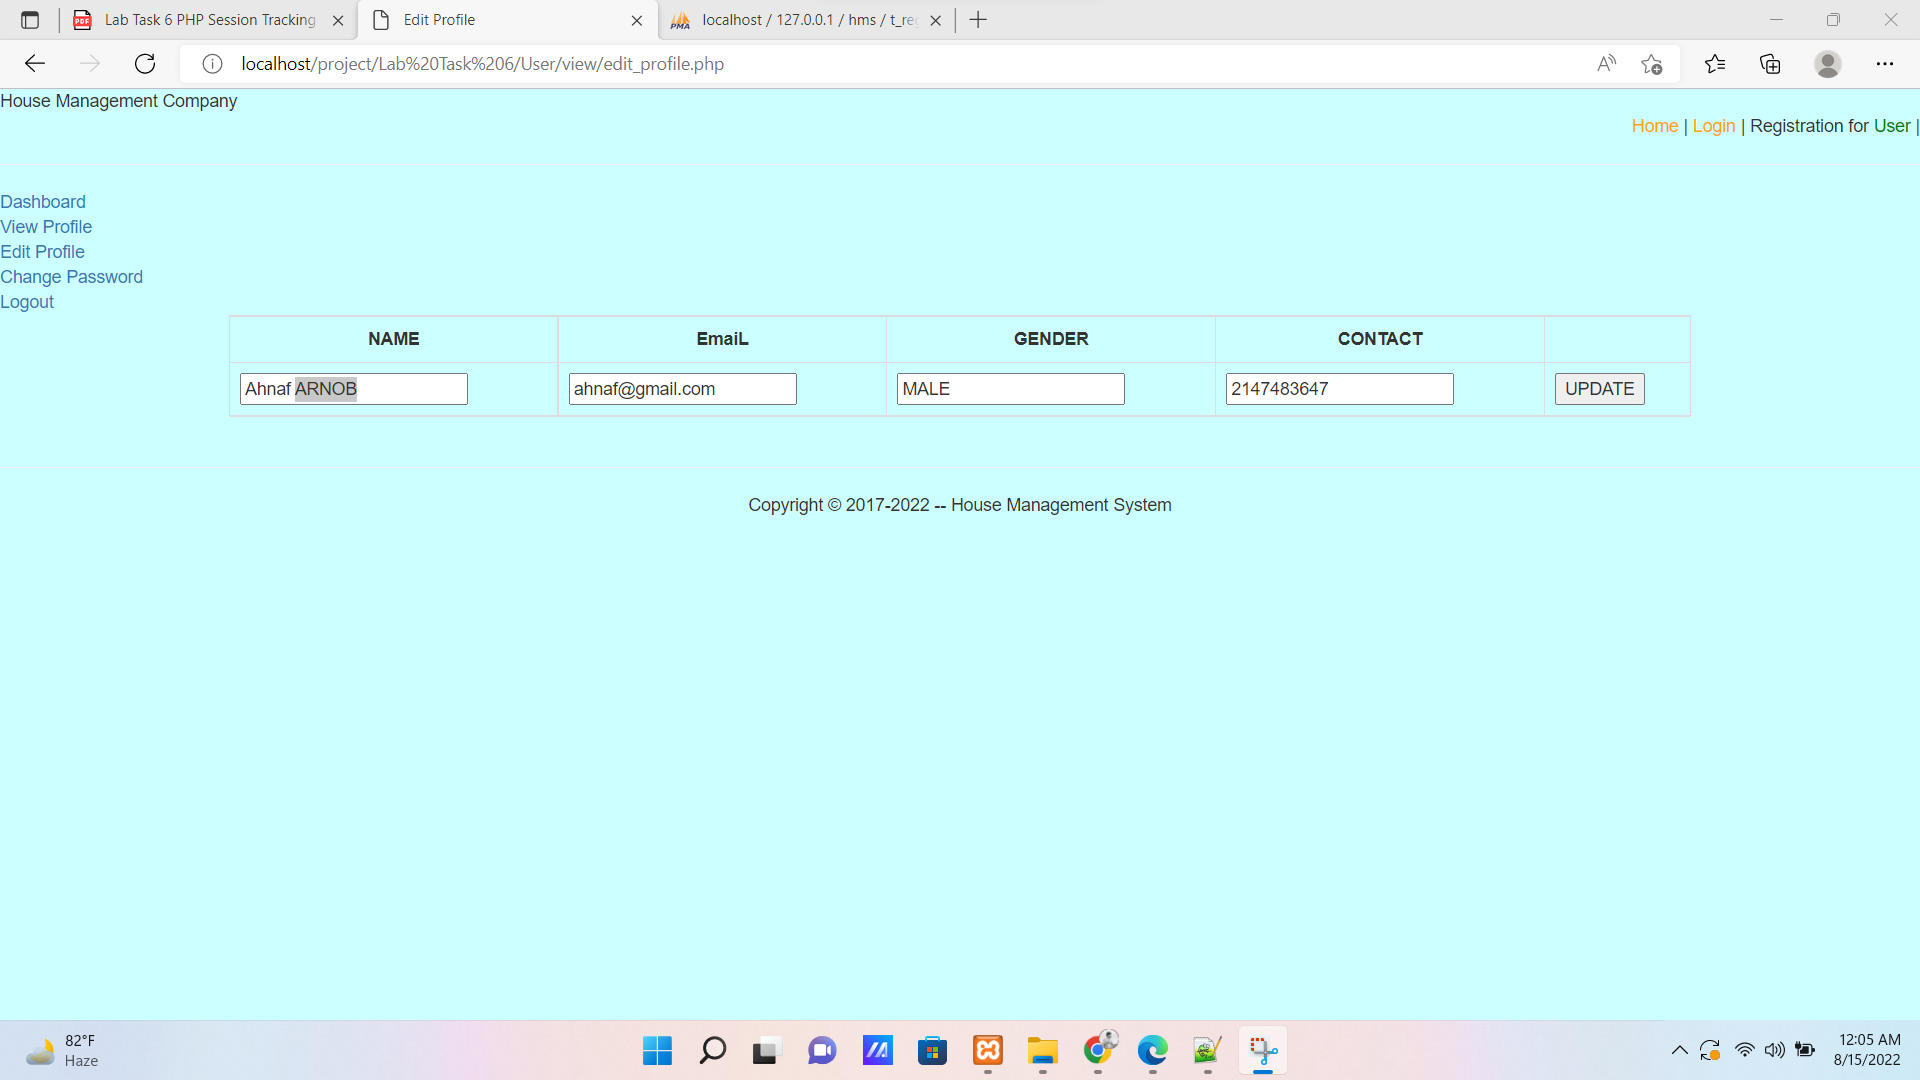 Lab Task 6 PHP Session Tracking
Edit Profile
localhost / 127.0.0.1 / hms / t_reg
localhost/project/Lab%20Task%206/User/view/edit_profile.php
House Management Company
Home | Login | Registration for User |
Dashboard
View Profile
Edit Profile
Change Password
Logout
NAME EmaiL GENDER CONTACT
Ahnaf ARNOB ahnaf@gmail.com MALE 2147483647 UPDATE
Copyright © 2017-2022 -- House Management System
82°F
Haze
12:05 AM
8/15/2022